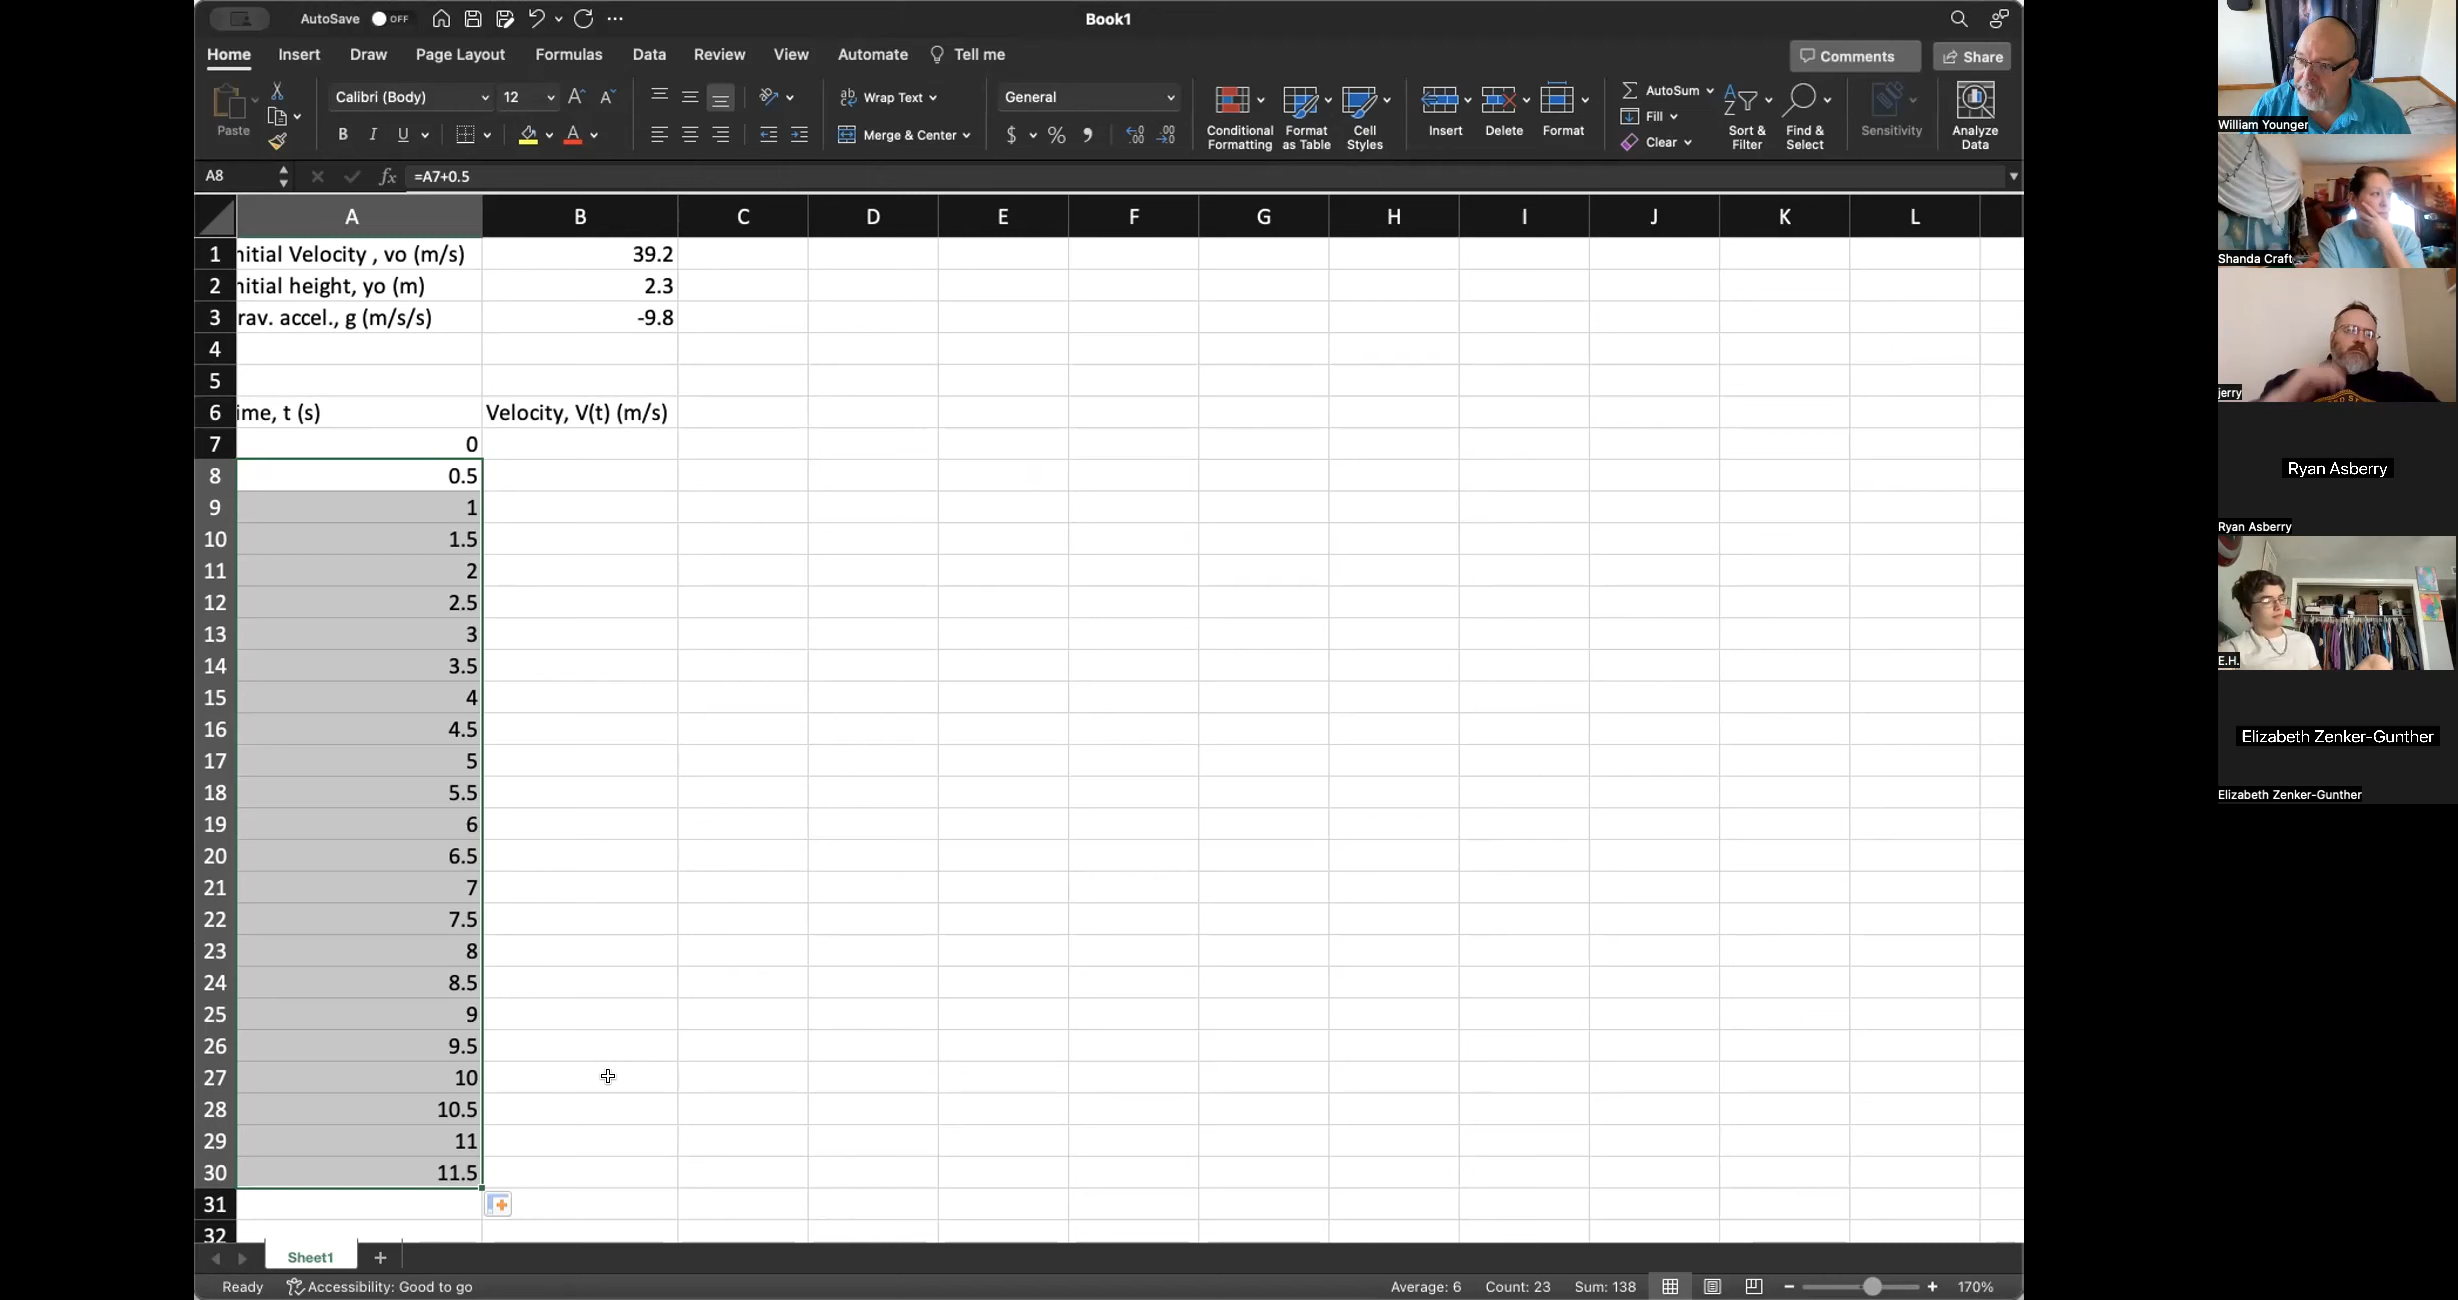 AutoSave OFF
Book1
Home Insert Draw Page Layout Formulas Data Review View Automate Tell me
Comments Share
Paste
Calibri (Body) 12
Wrap Text
Merge & Center
General
Conditional Formatting
Format as Table
Cell Styles
Insert
Delete
Format
AutoSum
Fill
Clear
Sort & Filter
Find & Select
Sensitivity
Analyze Data
A8 fx =A7+0.5
A B C D E F G H I J K L
1 nitial Velocity , vo (m/s) 39.2
2 nitial height, yo (m) 2.3
3 rav. accel., g (m/s/s) -9.8
4
5
6 ime, t (s) Velocity, V(t) (m/s)
7 0
8 0.5
9 1
10 1.5
11 2
12 2.5
13 3
14 3.5
15 4
16 4.5
17 5
18 5.5
19 6
20 6.5
21 7
22 7.5
23 8
24 8.5
25 9
26 9.5
27 10
28 10.5
29 11
30 11.5
31
32
Sheet1
Ready Accessibility: Good to go
Average: 6 Count: 23 Sum: 138 170%
William Younger
Shanda Craft
jerry
Ryan Asberry
Ryan Asberry
E.H.
Elizabeth Zenker-Gunther
Elizabeth Zenker-Gunther